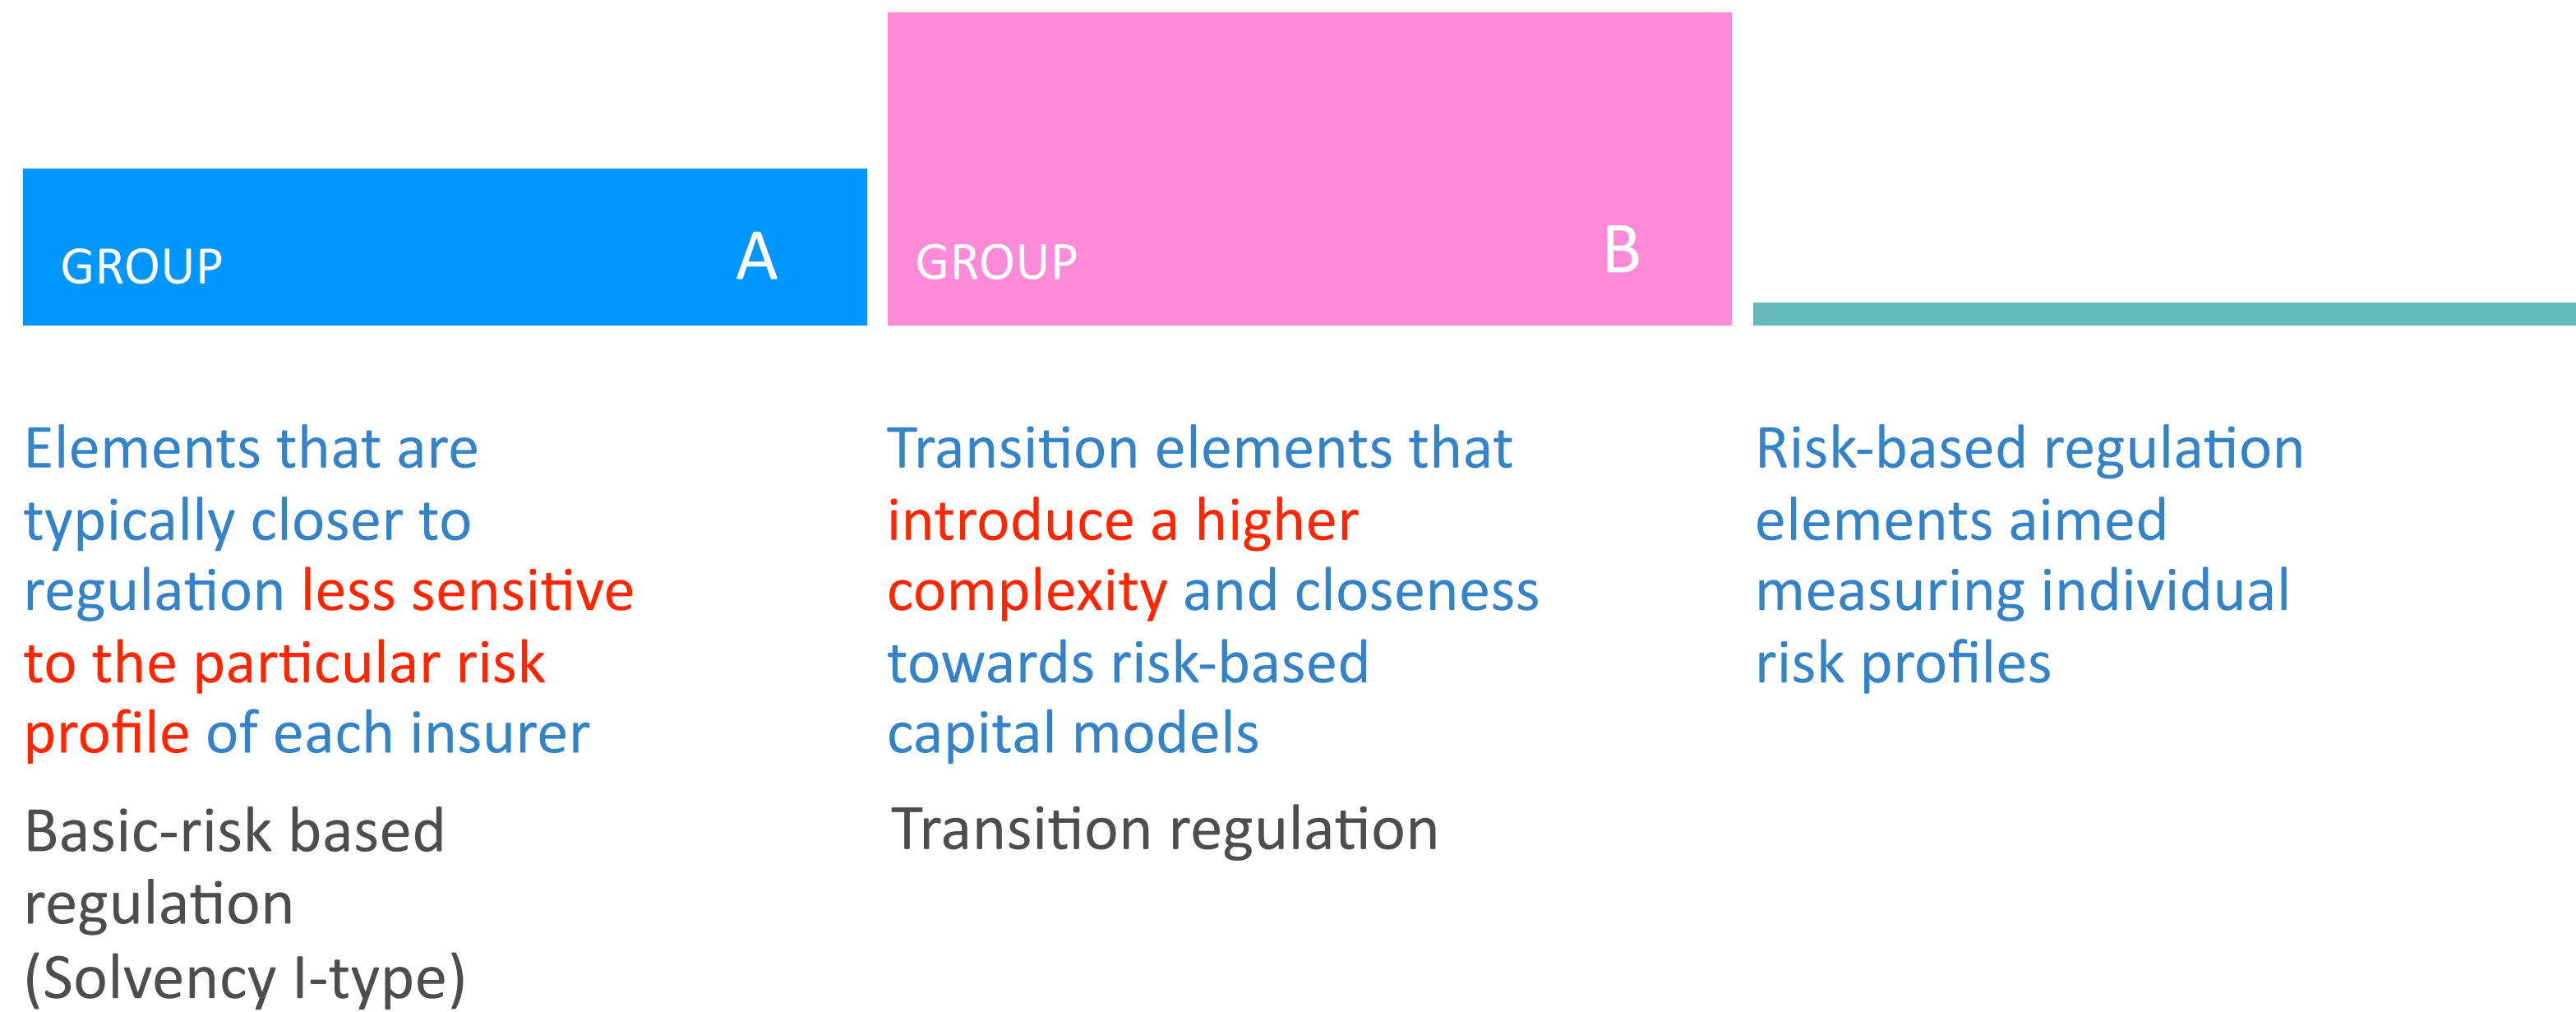 GROUP A
GROUP B
Elements that are
typically closer to
regulation less sensitive
to the particular risk
profile of each insurer
Basic-risk based
regulation
(Solvency I-type)
Transition elements that
introduce a higher
complexity and closeness
towards risk-based
capital models
Transition regulation
Risk-based regulation
elements aimed
measuring individual
risk profiles